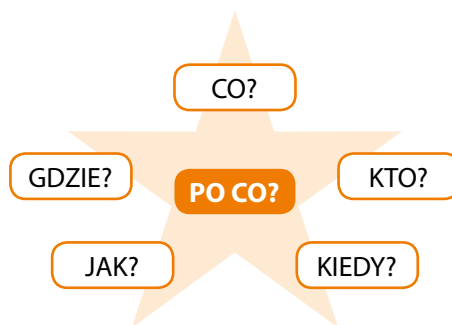 CO?
GDZIE?
PO CO?
KTO?
JAK?
KIEDY?